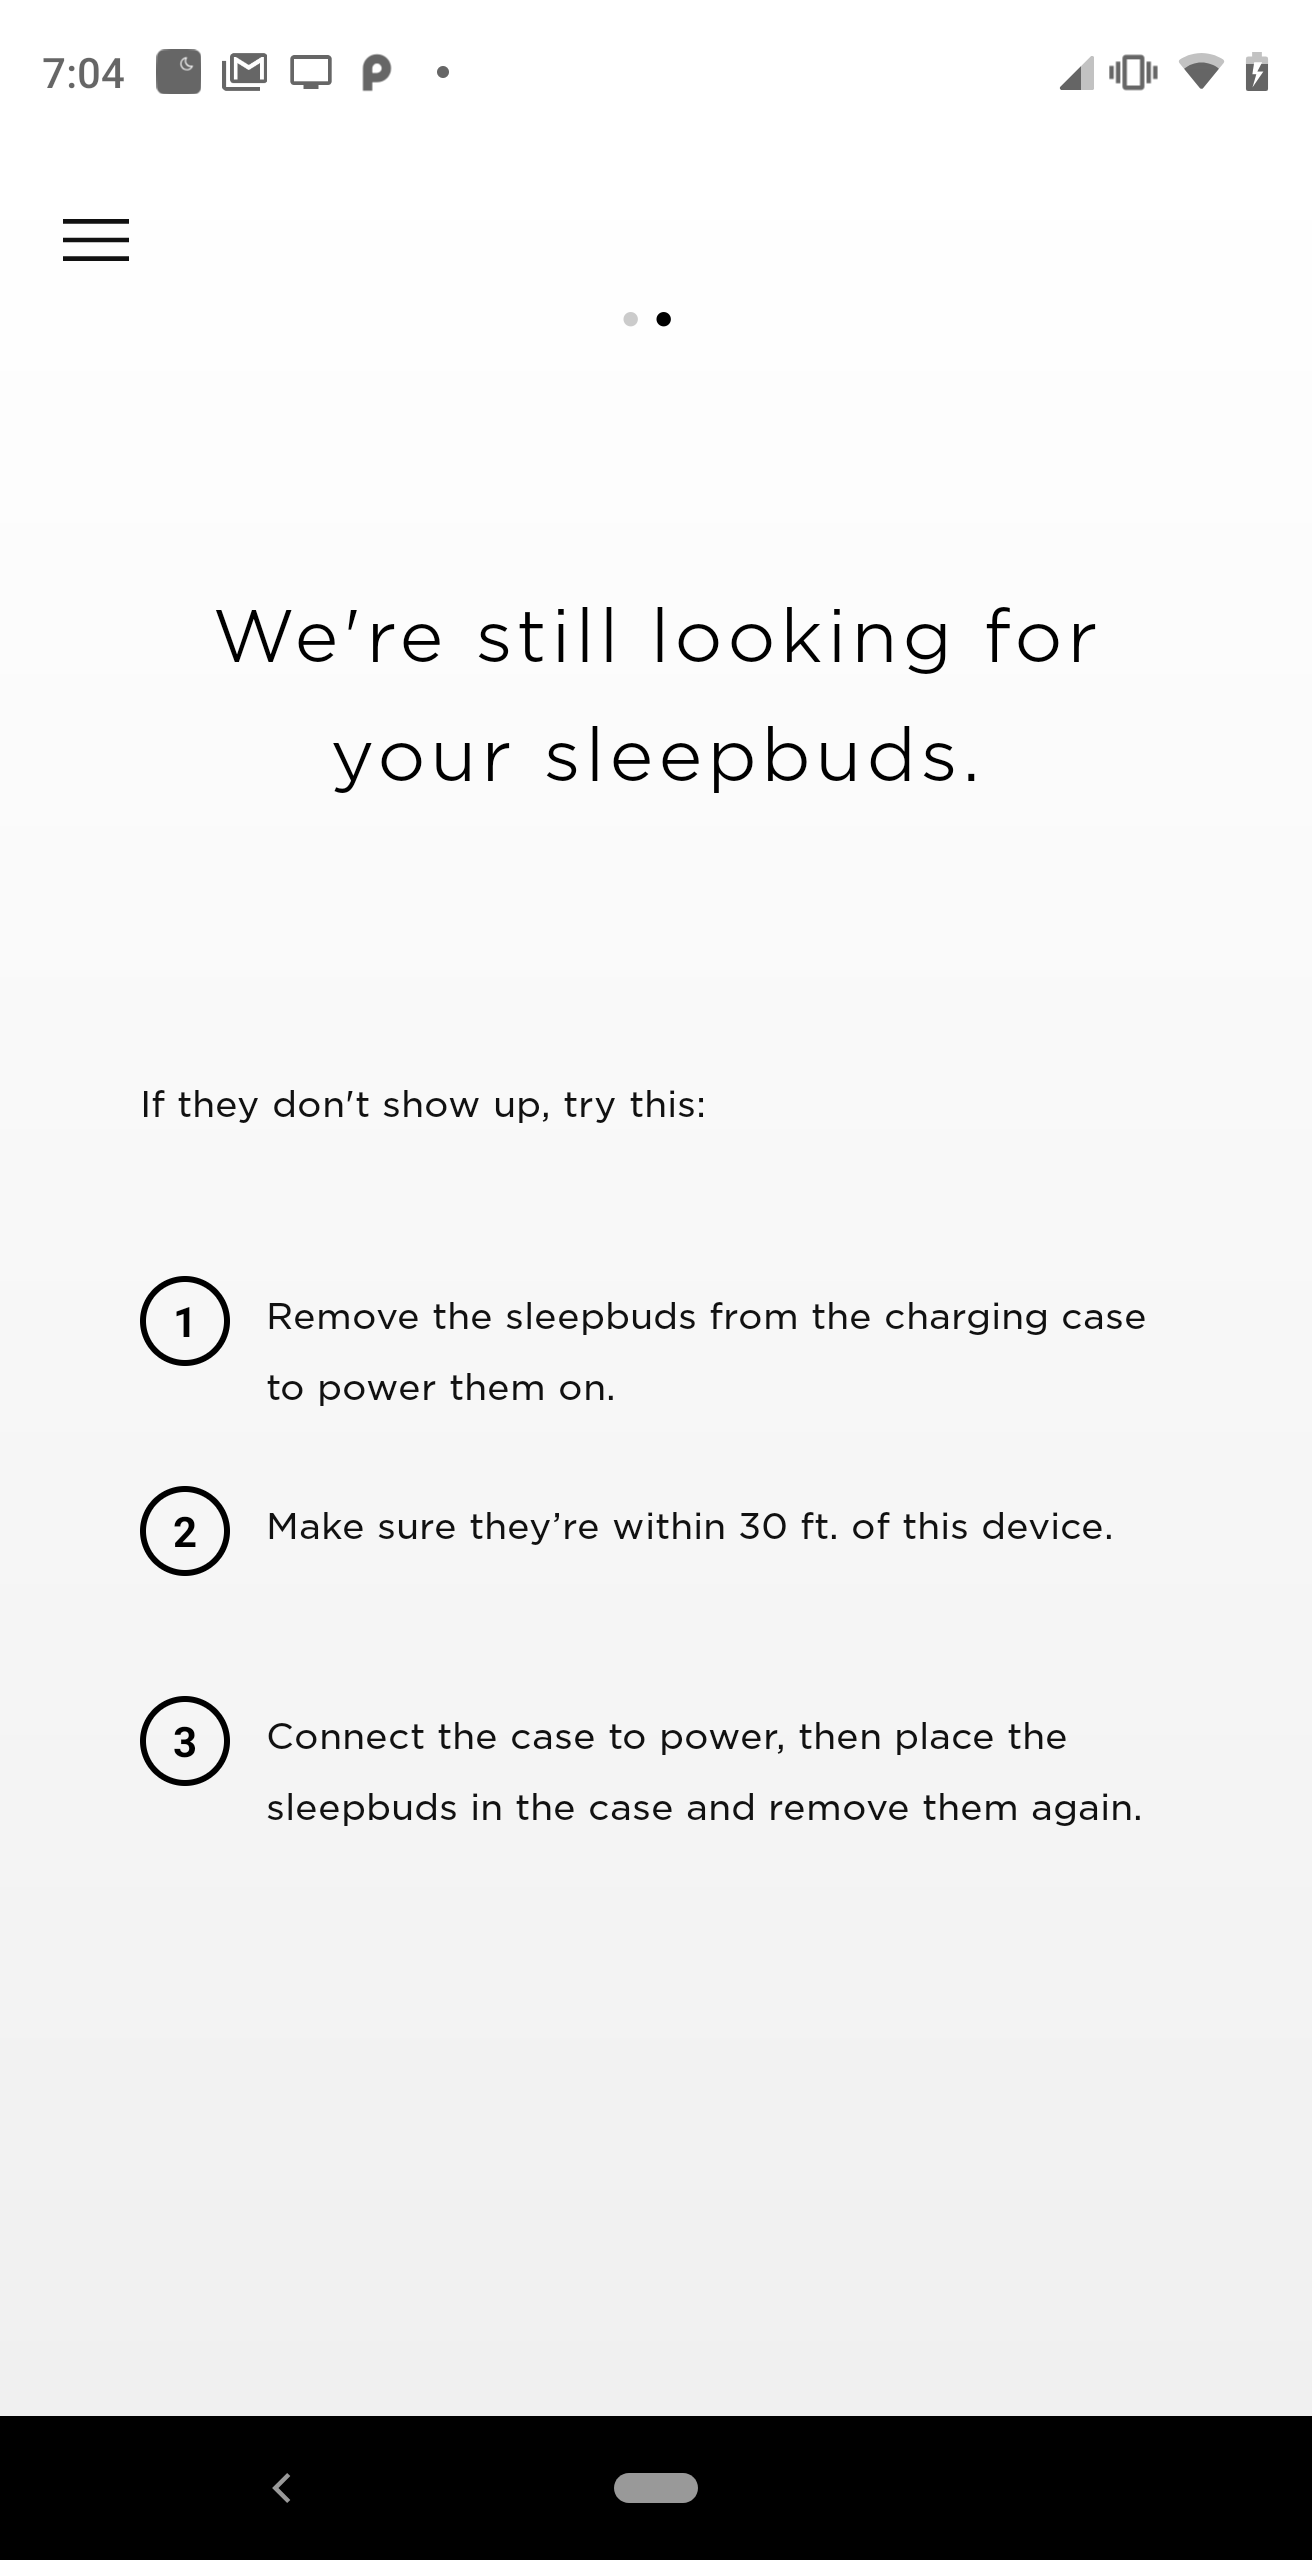 7:04
We're still looking for
your sleepbuds.
If they don't show up, try this:
1 Remove the sleepbuds from the charging case
to power them on.
2 Make sure they’re within 30 ft. of this device.
3 Connect the case to power, then place the
sleepbuds in the case and remove them again.